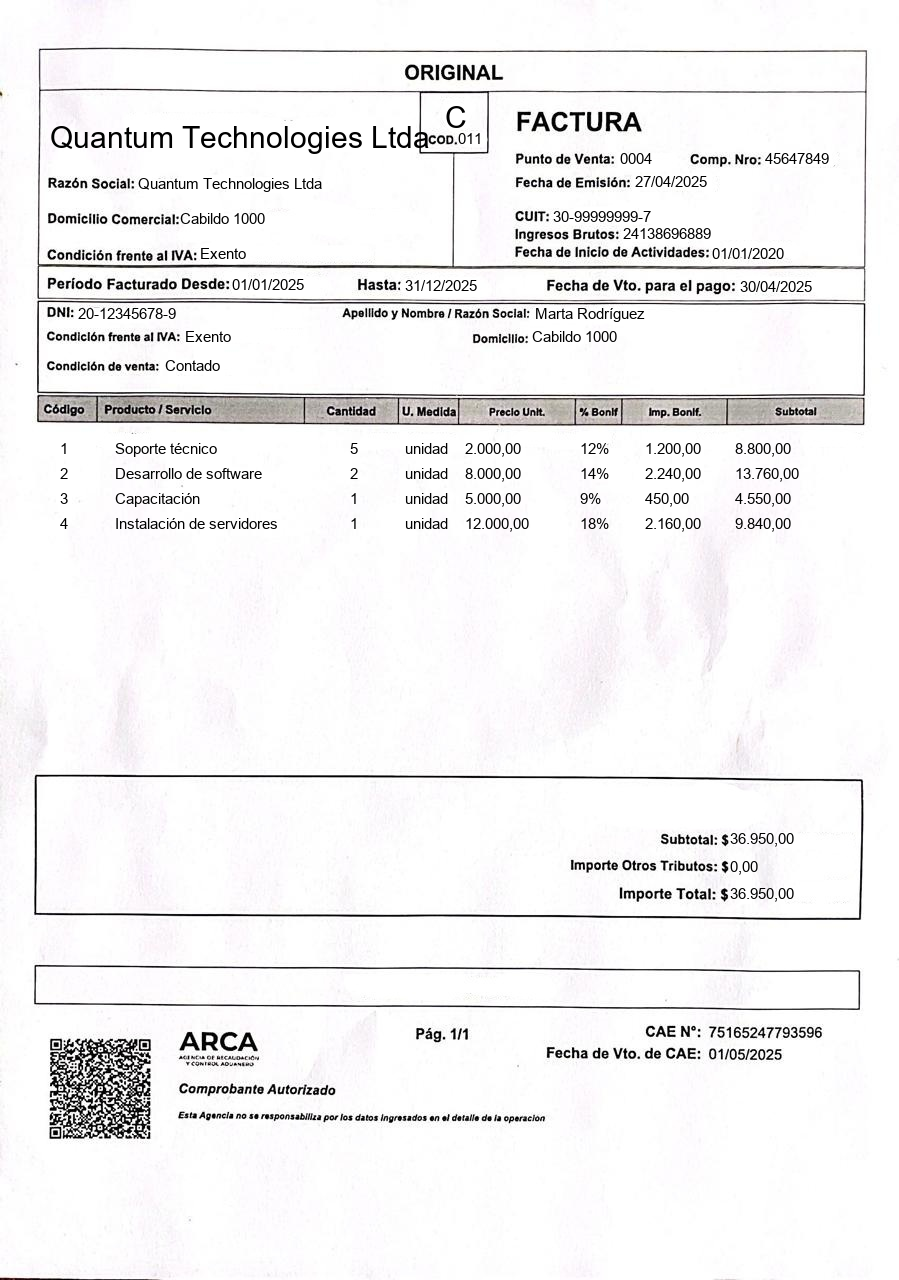 ORIGINAL
Quantum Technologies Ltda
C
COD.011
FACTURA
Punto de Venta: 0004 Comp. Nro: 45647849
Razón Social: Quantum Technologies Ltda
Fecha de Emisión: 27/04/2025
Domicilio Comercial:Cabildo 1000
CUIT: 30-99999999-7
Ingresos Brutos: 24138696889
Condición frente al IVA: Exento
Fecha de Inicio de Actividades: 01/01/2020
Período Facturado Desde: 01/01/2025 Hasta: 31/12/2025 Fecha de Vto. para el pago: 30/04/2025
DNI: 20-12345678-9 Apellido y Nombre / Razón Social: Marta Rodríguez
Condición frente al IVA: Exento Domicilio: Cabildo 1000
Condición de venta: Contado
Código Producto / Servicio Cantidad U. Medida Precio Unit. % Bonif Imp. Bonif. Subtotal
1 Soporte técnico 5 unidad 2.000,00 12% 1.200,00 8.800,00
2 Desarrollo de software 2 unidad 8.000,00 14% 2.240,00 13.760,00
3 Capacitación 1 unidad 5.000,00 9% 450,00 4.550,00
4 Instalación de servidores 1 unidad 12.000,00 18% 2.160,00 9.840,00
Subtotal: $36.950,00
Importe Otros Tributos: $0,00
Importe Total: $36.950,00
ARCA
AGENCIA DE RECAUDACIÓN
Y CONTROL ADUANERO
Pág. 1/1
CAE N°: 75165247793596
Fecha de Vto. de CAE: 01/05/2025
Comprobante Autorizado
Esta Agencia no se responsabiliza por los datos ingresados en el detalle de la operación